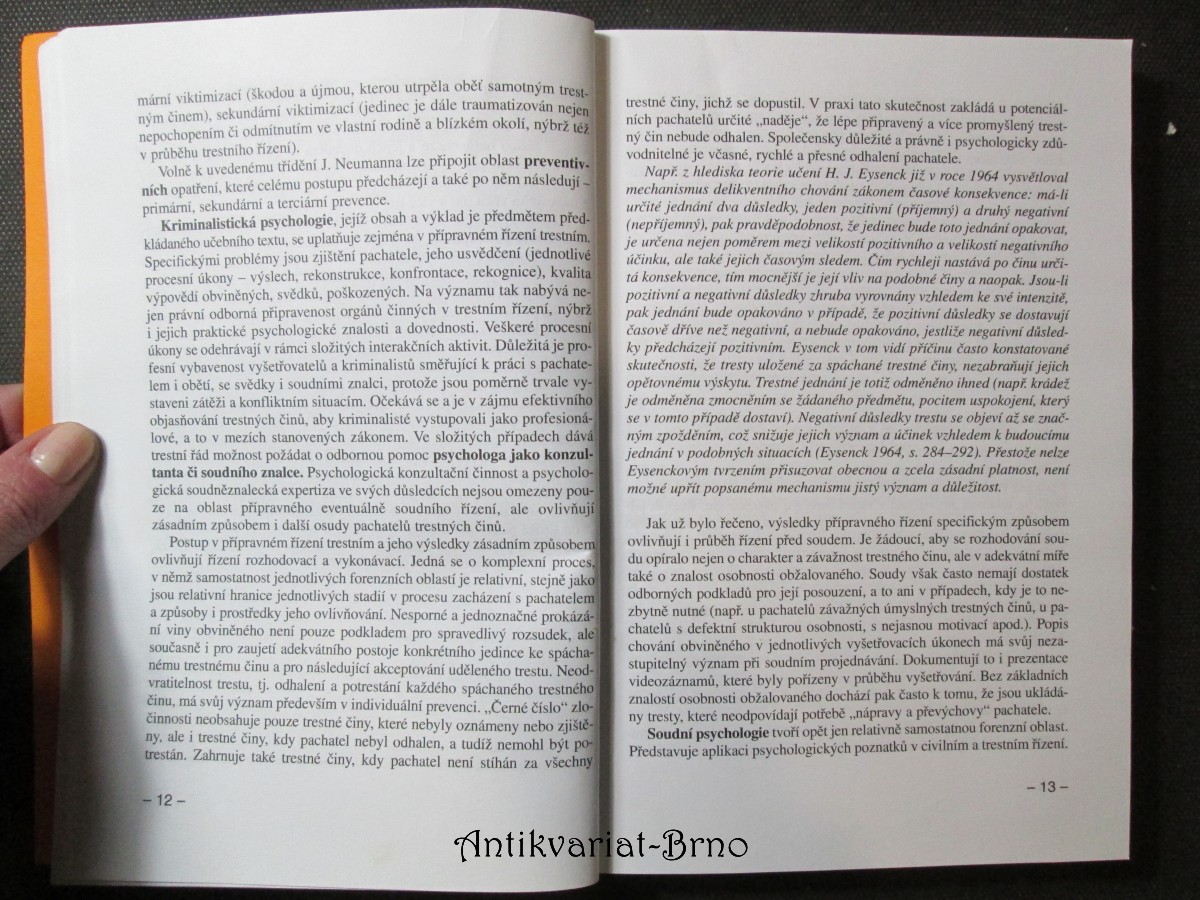 mární viktimizací (škodou a újmou, kterou utrpěla oběť samotným trest-
ným činem), sekundární viktimizací (jedinec je dále traumatizován nejen
nepochopením či odmítnutím ve vlastní rodině a blízkém okolí, nýbrž též
v průběhu trestního řízení).
Volně k uvedenému třídění J. Neumanna lze připojit oblast preventiv-
ních opatření, které celému postupu předcházejí a také po něm následují –
primární, sekundární a terciární prevence.
Kriminalistická psychologie, jejíž obsah a výklad je předmětem před-
kládaného učebního textu, se uplatňuje zejména v přípravném řízení trestním.
Specifickými problémy jsou zjištění pachatele, jeho usvědčení (jednotlivé
procesní úkony – výslech, rekonstrukce, konfrontace, rekognice), kvalita
výpovědí obviněných, svědků, poškozených. Na významu tak nabývá ne-
jen právní odborná připravenost orgánů činných v trestním řízení, nýbrž
i jejich praktické psychologické znalosti a dovednosti. Veškeré procesní
úkony se odehrávají v rámci složitých interakčních aktivit. Důležitá je pro-
fesní vybavenost vyšetřovatelů a kriminalistů směřující k práci s pachate-
lem i obětí, se svědky i soudními znalci, protože jsou poměrně trvale vy-
staveni zátěži a konfliktním situacím. Očekává se a je v zájmu efektivního
objasňování trestných činů, aby kriminalisté vystupovali jako profesioná-
lové, a to v mezích stanovených zákonem. Ve složitých případech dává
trestní řád možnost požádat o odbornou pomoc psychologa jako konzul-
tanta či soudního znalce. Psychologická konzultační činnost a psycholo-
gická soudněznalecká expertiza ve svých důsledcích nejsou omezeny pou-
ze na oblast přípravného eventuálně soudního řízení, ale ovlivňují
zásadním způsobem i další osudy pachatelů trestných činů.
Postup v přípravném řízení trestním a jeho výsledky zásadním způsobem
ovlivňují řízení rozhodovací a vykonávací. Jedná se o komplexní proces,
v němž samostatnost jednotlivých forenzních oblastí je relativní, stejně jako
jsou relativní hranice jednotlivých stadií v procesu zacházení s pachatelem
a způsoby i prostředky jeho ovlivňování. Nesporné a jednoznačné prokázá-
ní viny obviněného není pouze podkladem pro spravedlivý rozsudek, ale
současně i pro zaujetí adekvátního postoje konkrétního jedince ke spácha-
nému trestnému činu a pro následující akceptování uděleného trestu. Neod-
vratitelnost trestu, tj. odhalení a potrestání každého spáchaného trestného
činu, má svůj význam především v individuální prevenci. „Černé číslo“ zlo-
činnosti neobsahuje pouze trestné činy, které nebyly oznámeny nebo zjiště-
ny, ale i trestné činy, kdy pachatel nebyl odhalen, a tudíž nemohl být po-
trestán. Zahrnuje také trestné činy, kdy pachatel není stíhán za všechny
– 12 –
trestné činy, jichž se dopustil. V praxi tato skutečnost zakládá u potenciál-
ních pachatelů určité „naděje“, že lépe připravený a více promyšlený trest-
ný čin nebude odhalen. Společensky důležité a právně i psychologicky zdů-
vodnitelné je včasné, rychlé a přesné odhalení pachatele.
Např. z hlediska teorie učení H. J. Eysenck již v roce 1964 vysvětloval
mechanismus delikventního chování zákonem časové konsekvence: má-li
určité jednání dva důsledky, jeden pozitivní (příjemný) a druhý negativní
(nepříjemný), pak pravděpodobnost, že jedinec bude toto jednání opakovat,
je určena nejen poměrem mezi velikostí pozitivního a velikostí negativního
účinku, ale také jejich časovým sledem. Čím rychleji nastává po činu urči-
tá konsekvence, tím mocnější je její vliv na podobné činy a naopak. Jsou-li
pozitivní a negativní důsledky zhruba vyrovnány vzhledem ke své intenzitě,
pak jednání bude opakováno v případě, že pozitivní důsledky se dostavují
časově dříve než negativní, a nebude opakováno, jestliže negativní důsled-
ky předcházejí pozitivním. Eysenck v tom vidí příčinu často konstatované
skutečnosti, že tresty uložené za spáchané trestné činy, nezabraňují jejich
opětovnému výskytu. Trestné jednání je totiž odměněno ihned (např. krádež
je odměněna zmocněním se žádaného předmětu, pocitem uspokojení, který
se v tomto případě dostaví). Negativní důsledky trestu se objeví až se znač-
ným zpožděním, což snižuje jejich význam a účinek vzhledem k budoucímu
jednání v podobných situacích (Eysenck 1964, s. 284–292). Přestože nelze
Eysenckovým tvrzením přisuzovat obecnou a zcela zásadní platnost, není
možné upřít popsanému mechanismu jistý význam a důležitost.
Jak už bylo řečeno, výsledky přípravného řízení specifickým způsobem
ovlivňují i průběh řízení před soudem. Je žádoucí, aby se rozhodování sou-
du opíralo nejen o charakter a závažnost trestného činu, ale v adekvátní míře
také o znalost osobnosti obžalovaného. Soudy však často nemají dostatek
odborných podkladů pro její posouzení, a to ani v případech, kdy je to ne-
zbytně nutné (např. u pachatelů závažných úmyslných trestných činů, u pa-
chatelů s defektní strukturou osobnosti, s nejasnou motivací apod.). Popis
chování obviněného v jednotlivých vyšetřovacích úkonech má svůj neza-
stupitelný význam při soudním projednávání. Dokumentují to i prezentace
videozáznamů, které byly pořízeny v průběhu vyšetřování. Bez základních
znalostí osobnosti obžalovaného dochází pak často k tomu, že jsou ukládá-
ny tresty, které neodpovídají potřebě „nápravy a převýchovy“ pachatele.
Soudní psychologie tvoří opět jen relativně samostatnou forenzní oblast.
Představuje aplikaci psychologických poznatků v civilním a trestním řízení.
– 13 –
Antikvariat-Brno